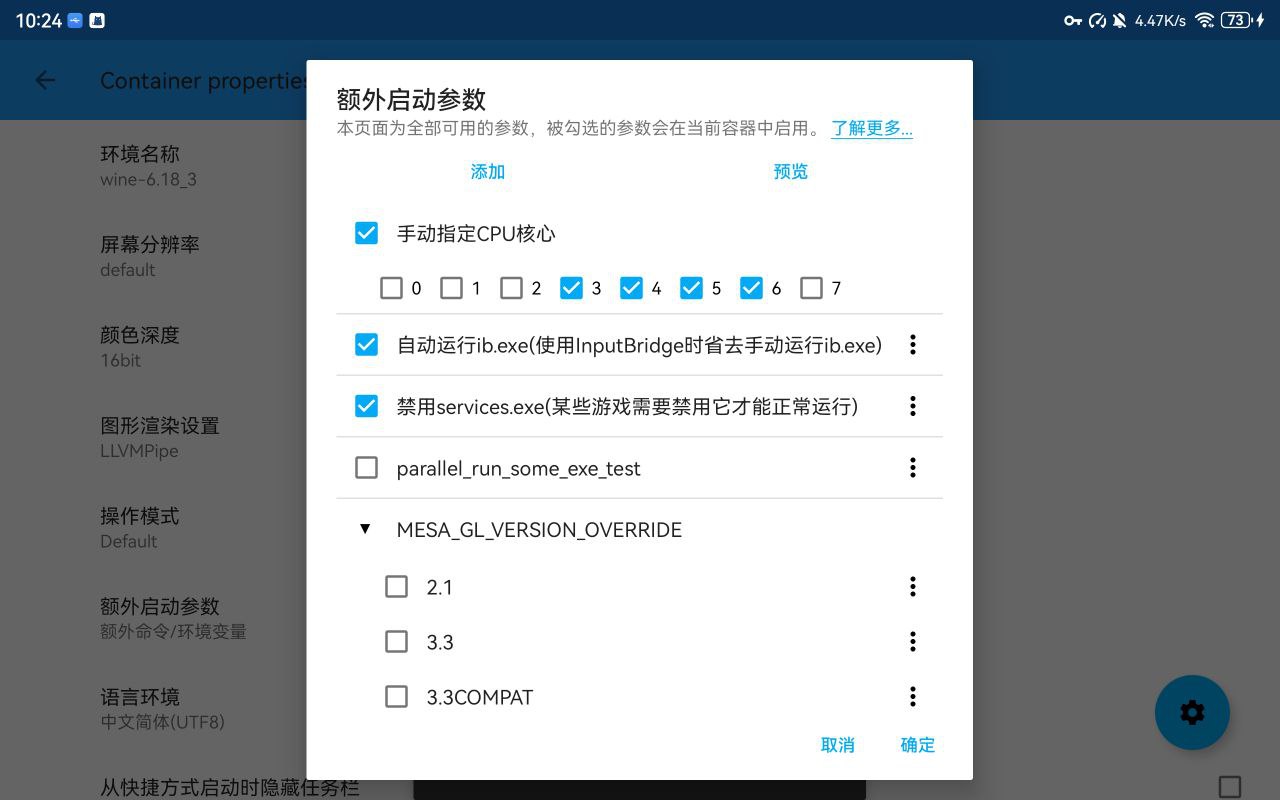 10:24
4.47K/s
73
Container properties
环境名称
wine-6.18_3
屏幕分辨率
default
颜色深度
16bit
图形渲染设置
LLVMPipe
操作模式
Default
额外启动参数
额外命令/环境变量
语言环境
中文简体(UTF8)
从快捷方式启动时隐藏任务栏
额外启动参数
本页面为全部可用的参数，被勾选的参数会在当前容器中启用。 了解更多...
添加 预览
手动指定CPU核心
0 1 2 3 4 5 6 7
自动运行ib.exe(使用InputBridge时省去手动运行ib.exe)
禁用services.exe(某些游戏需要禁用它才能正常运行)
parallel_run_some_exe_test
MESA_GL_VERSION_OVERRIDE
2.1
3.3
3.3COMPAT
取消 确定